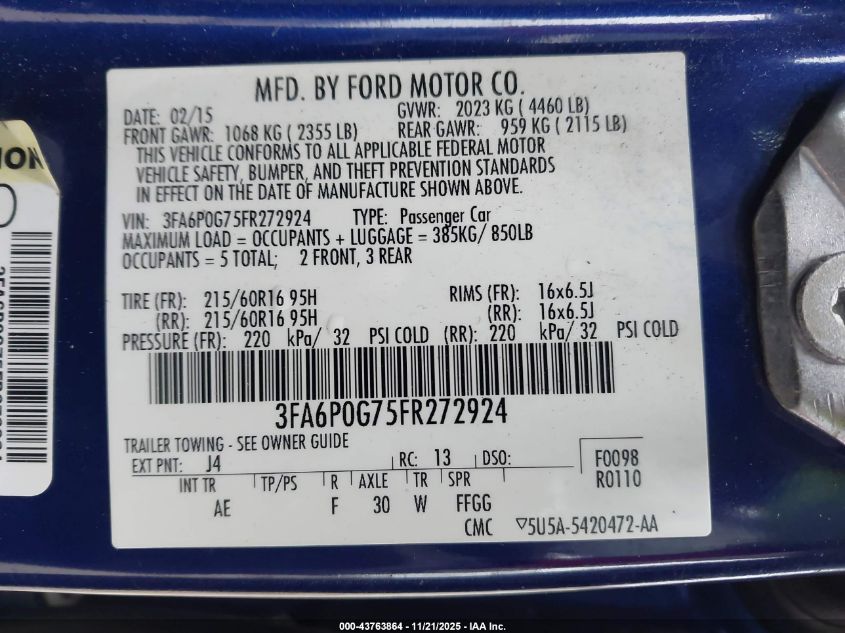 MFD. BY FORD MOTOR CO.
DATE: 02/15 GVWR: 2023 KG ( 4460 LB)
FRONT GAWR: 1068 KG ( 2355 LB) REAR GAWR: 959 KG ( 2115 LB)
THIS VEHICLE CONFORMS TO ALL APPLICABLE FEDERAL MOTOR
VEHICLE SAFETY, BUMPER, AND THEFT PREVENTION STANDARDS
IN EFFECT ON THE DATE OF MANUFACTURE SHOWN ABOVE.
VIN: 3FA6P0G75FR272924 TYPE: Passenger Car
MAXIMUM LOAD = OCCUPANTS + LUGGAGE = 385KG/ 850LB
OCCUPANTS = 5 TOTAL; 2 FRONT, 3 REAR
TIRE (FR): 215/60R16 95H RIMS (FR): 16x6.5J
(RR): 215/60R16 95H (RR): 16x6.5J
PRESSURE (FR): 220 kPa/ 32 PSI COLD (RR): 220 kPa/ 32 PSI COLD
3FA6P0G75FR272924
TRAILER TOWING - SEE OWNER GUIDE
EXT PNT: J4 RC: 13 DSO: F0098
R0110
INT TR TP/PS R AXLE TR SPR
AE F 30 W FFGG
CMC ▽5U5A-5420472-AA
000-43763864 - 11/21/2025 - IAA Inc.